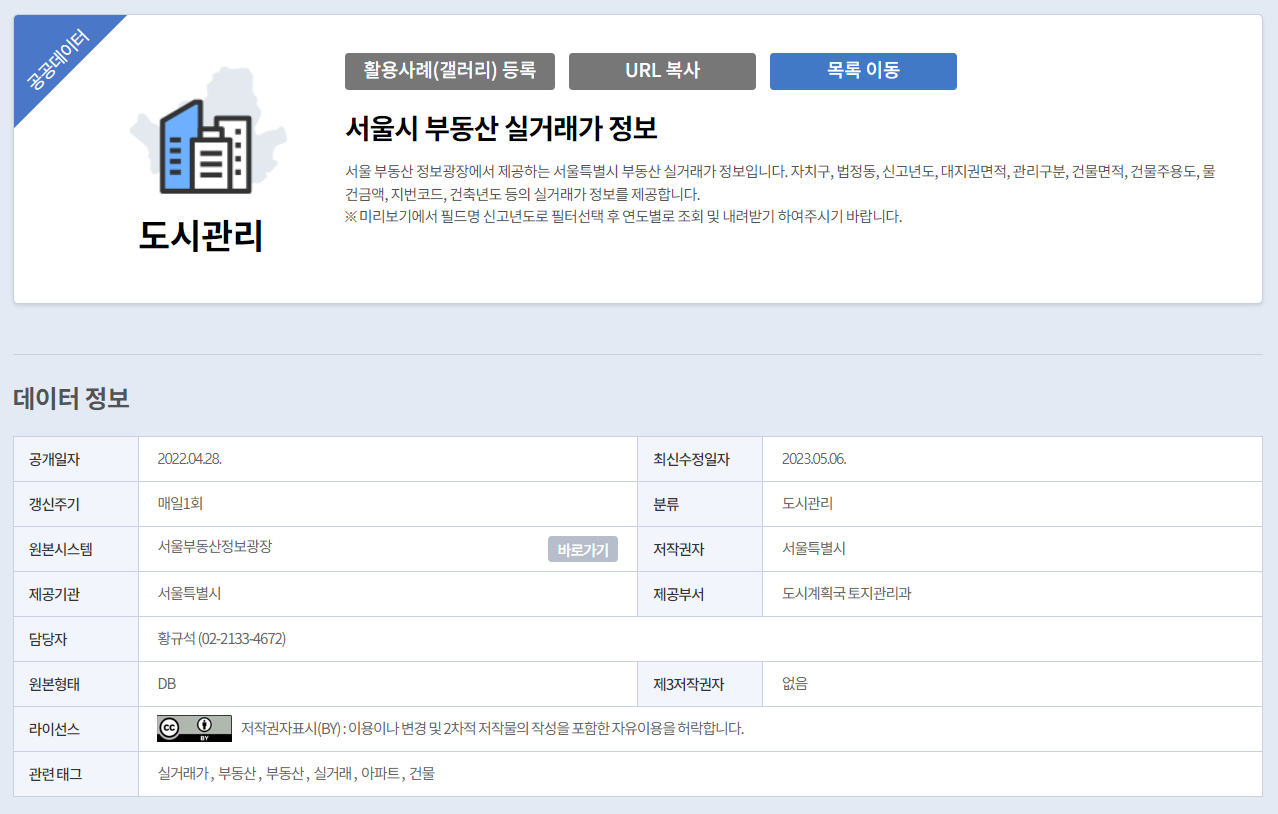 공공데이터
활용사례(갤러리) 등록 URL 복사 목록 이동
서울시 부동산 실거래가 정보
서울 부동산 정보광장에서 제공하는 서울특별시 부동산 실거래가 정보입니다. 자치구, 법정동, 신고년도, 대지권면적, 관리구분, 건물면적, 건물주용도, 물
건금액, 지번코드, 건축년도 등의 실거래가 정보를 제공합니다.
※ 미리보기에서 필드명 신고년도로 필터선택 후 연도별로 조회 및 내려받기 하여주시기 바랍니다.
도시관리
데이터 정보
공개일자 2022.04.28. 최신수정일자 2023.05.06.
갱신주기 매일1회 분류 도시관리
원본시스템 서울부동산정보광장 바로가기 저작권자 서울특별시
제공기관 서울특별시 제공부서 도시계획국 토지관리과
담당자 황규석 (02-2133-4672)
원본형태 DB 제3저작권자 없음
라이선스 cc BY 저작권자표시(BY) : 이용이나 변경 및 2차적 저작물의 작성을 포함한 자유이용을 허락합니다.
관련 태그 실거래가 , 부동산 , 부동산 , 실거래 , 아파트 , 건물